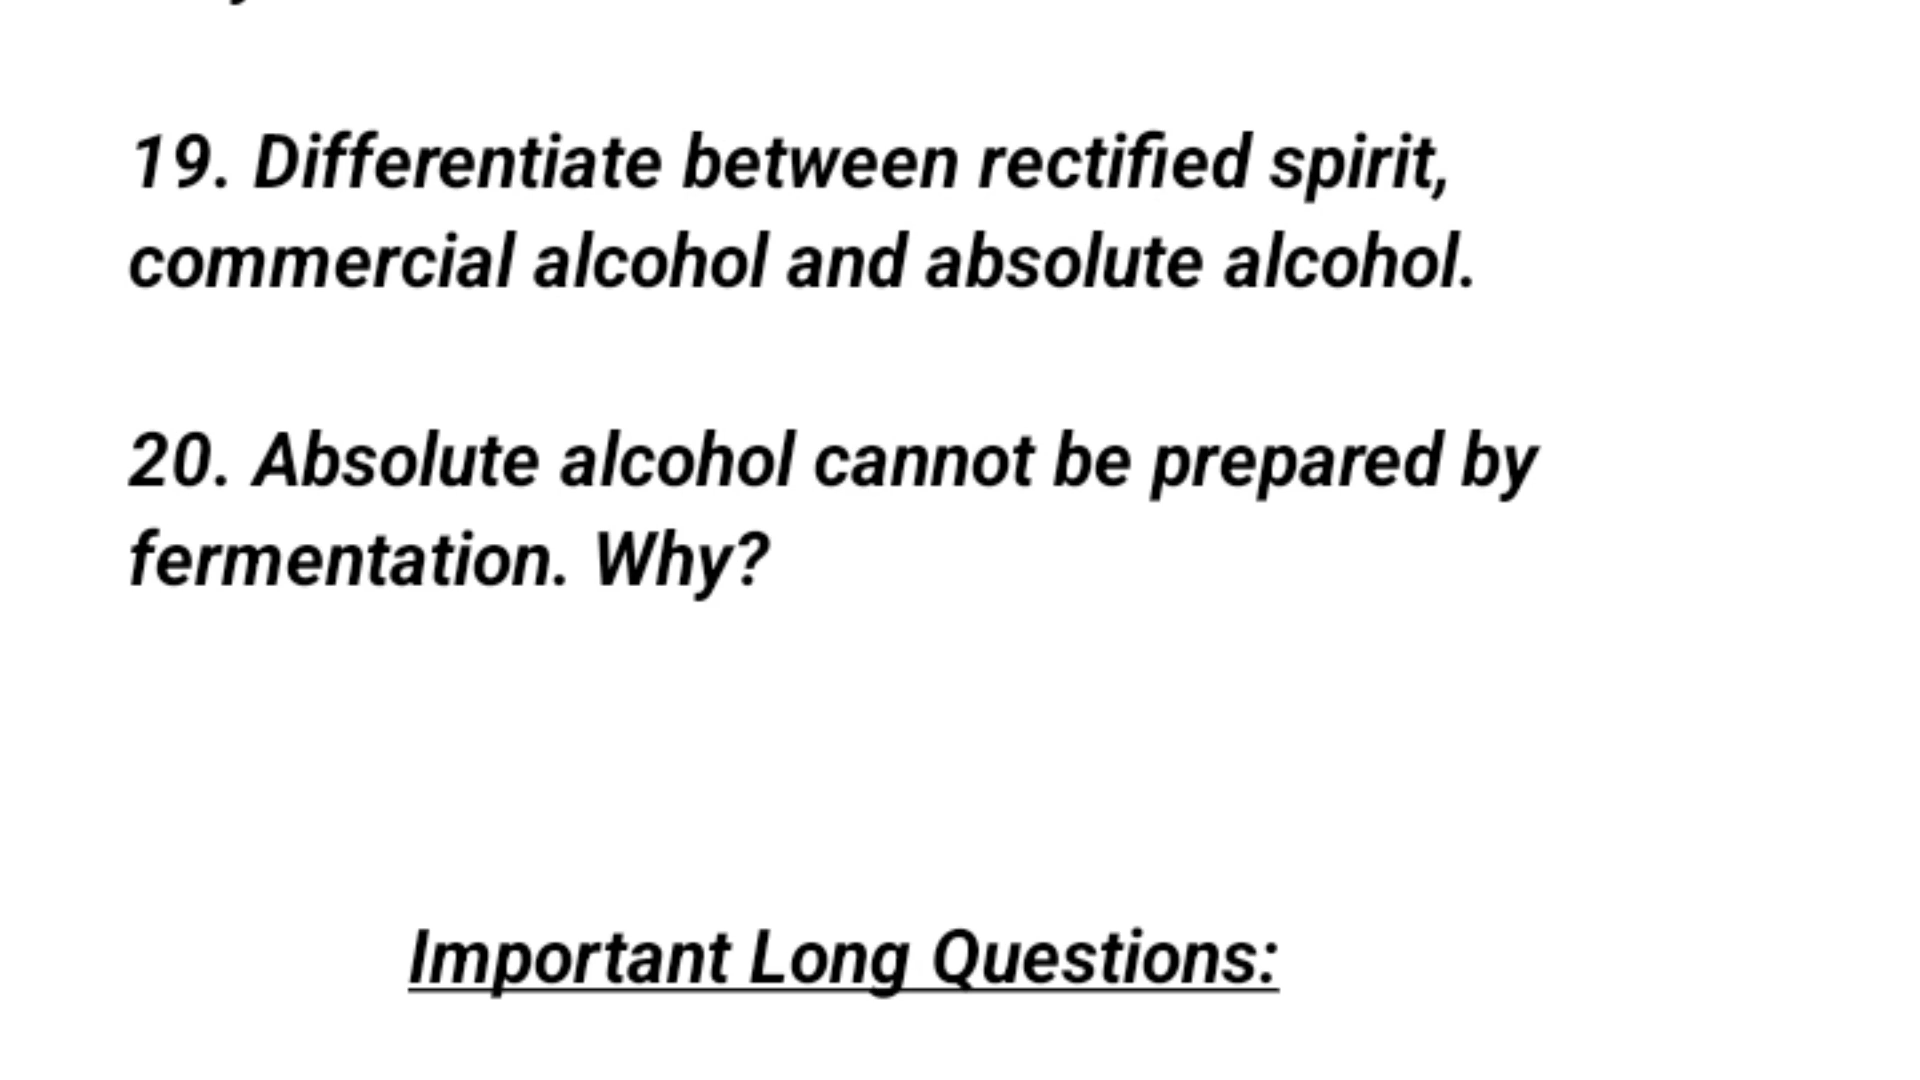 19. Differentiate between rectified spirit,
commercial alcohol and absolute alcohol.
20. Absolute alcohol cannot be prepared by
fermentation. Why?
Important Long Questions: